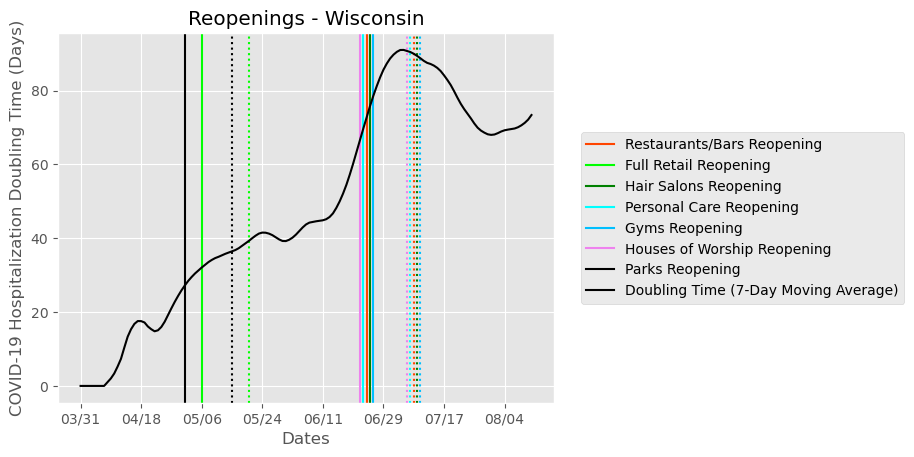 Reopenings - Wisconsin
COVID-19 Hospitalization Doubling Time (Days)
80
60
40
20
0
03/31 04/18 05/06 05/24 06/11 06/29 07/17 08/04
Dates
Restaurants/Bars Reopening
Full Retail Reopening
Hair Salons Reopening
Personal Care Reopening
Gyms Reopening
Houses of Worship Reopening
Parks Reopening
Doubling Time (7-Day Moving Average)